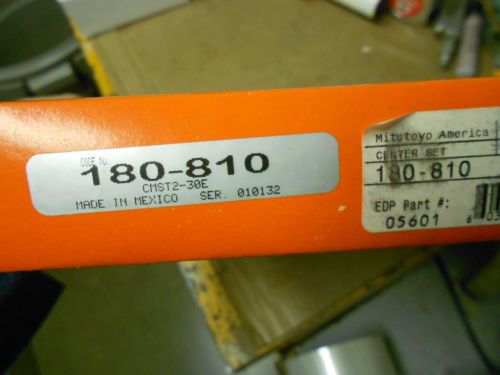 CODE NO.
180-810
CMST2-30E
MADE IN MEXICO SER. 010132
Mitutoyo America
CENTER SET
180-810
EDP Part #:
05601